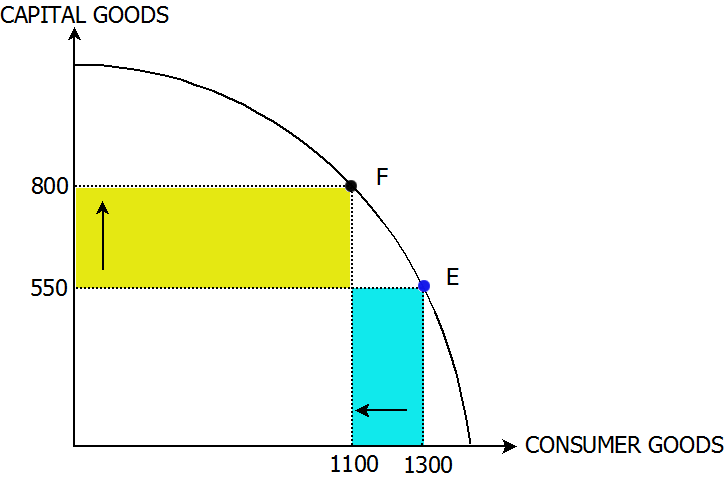 CAPITAL GOODS
F
800
E
550
CONSUMER GOODS
1100 1300